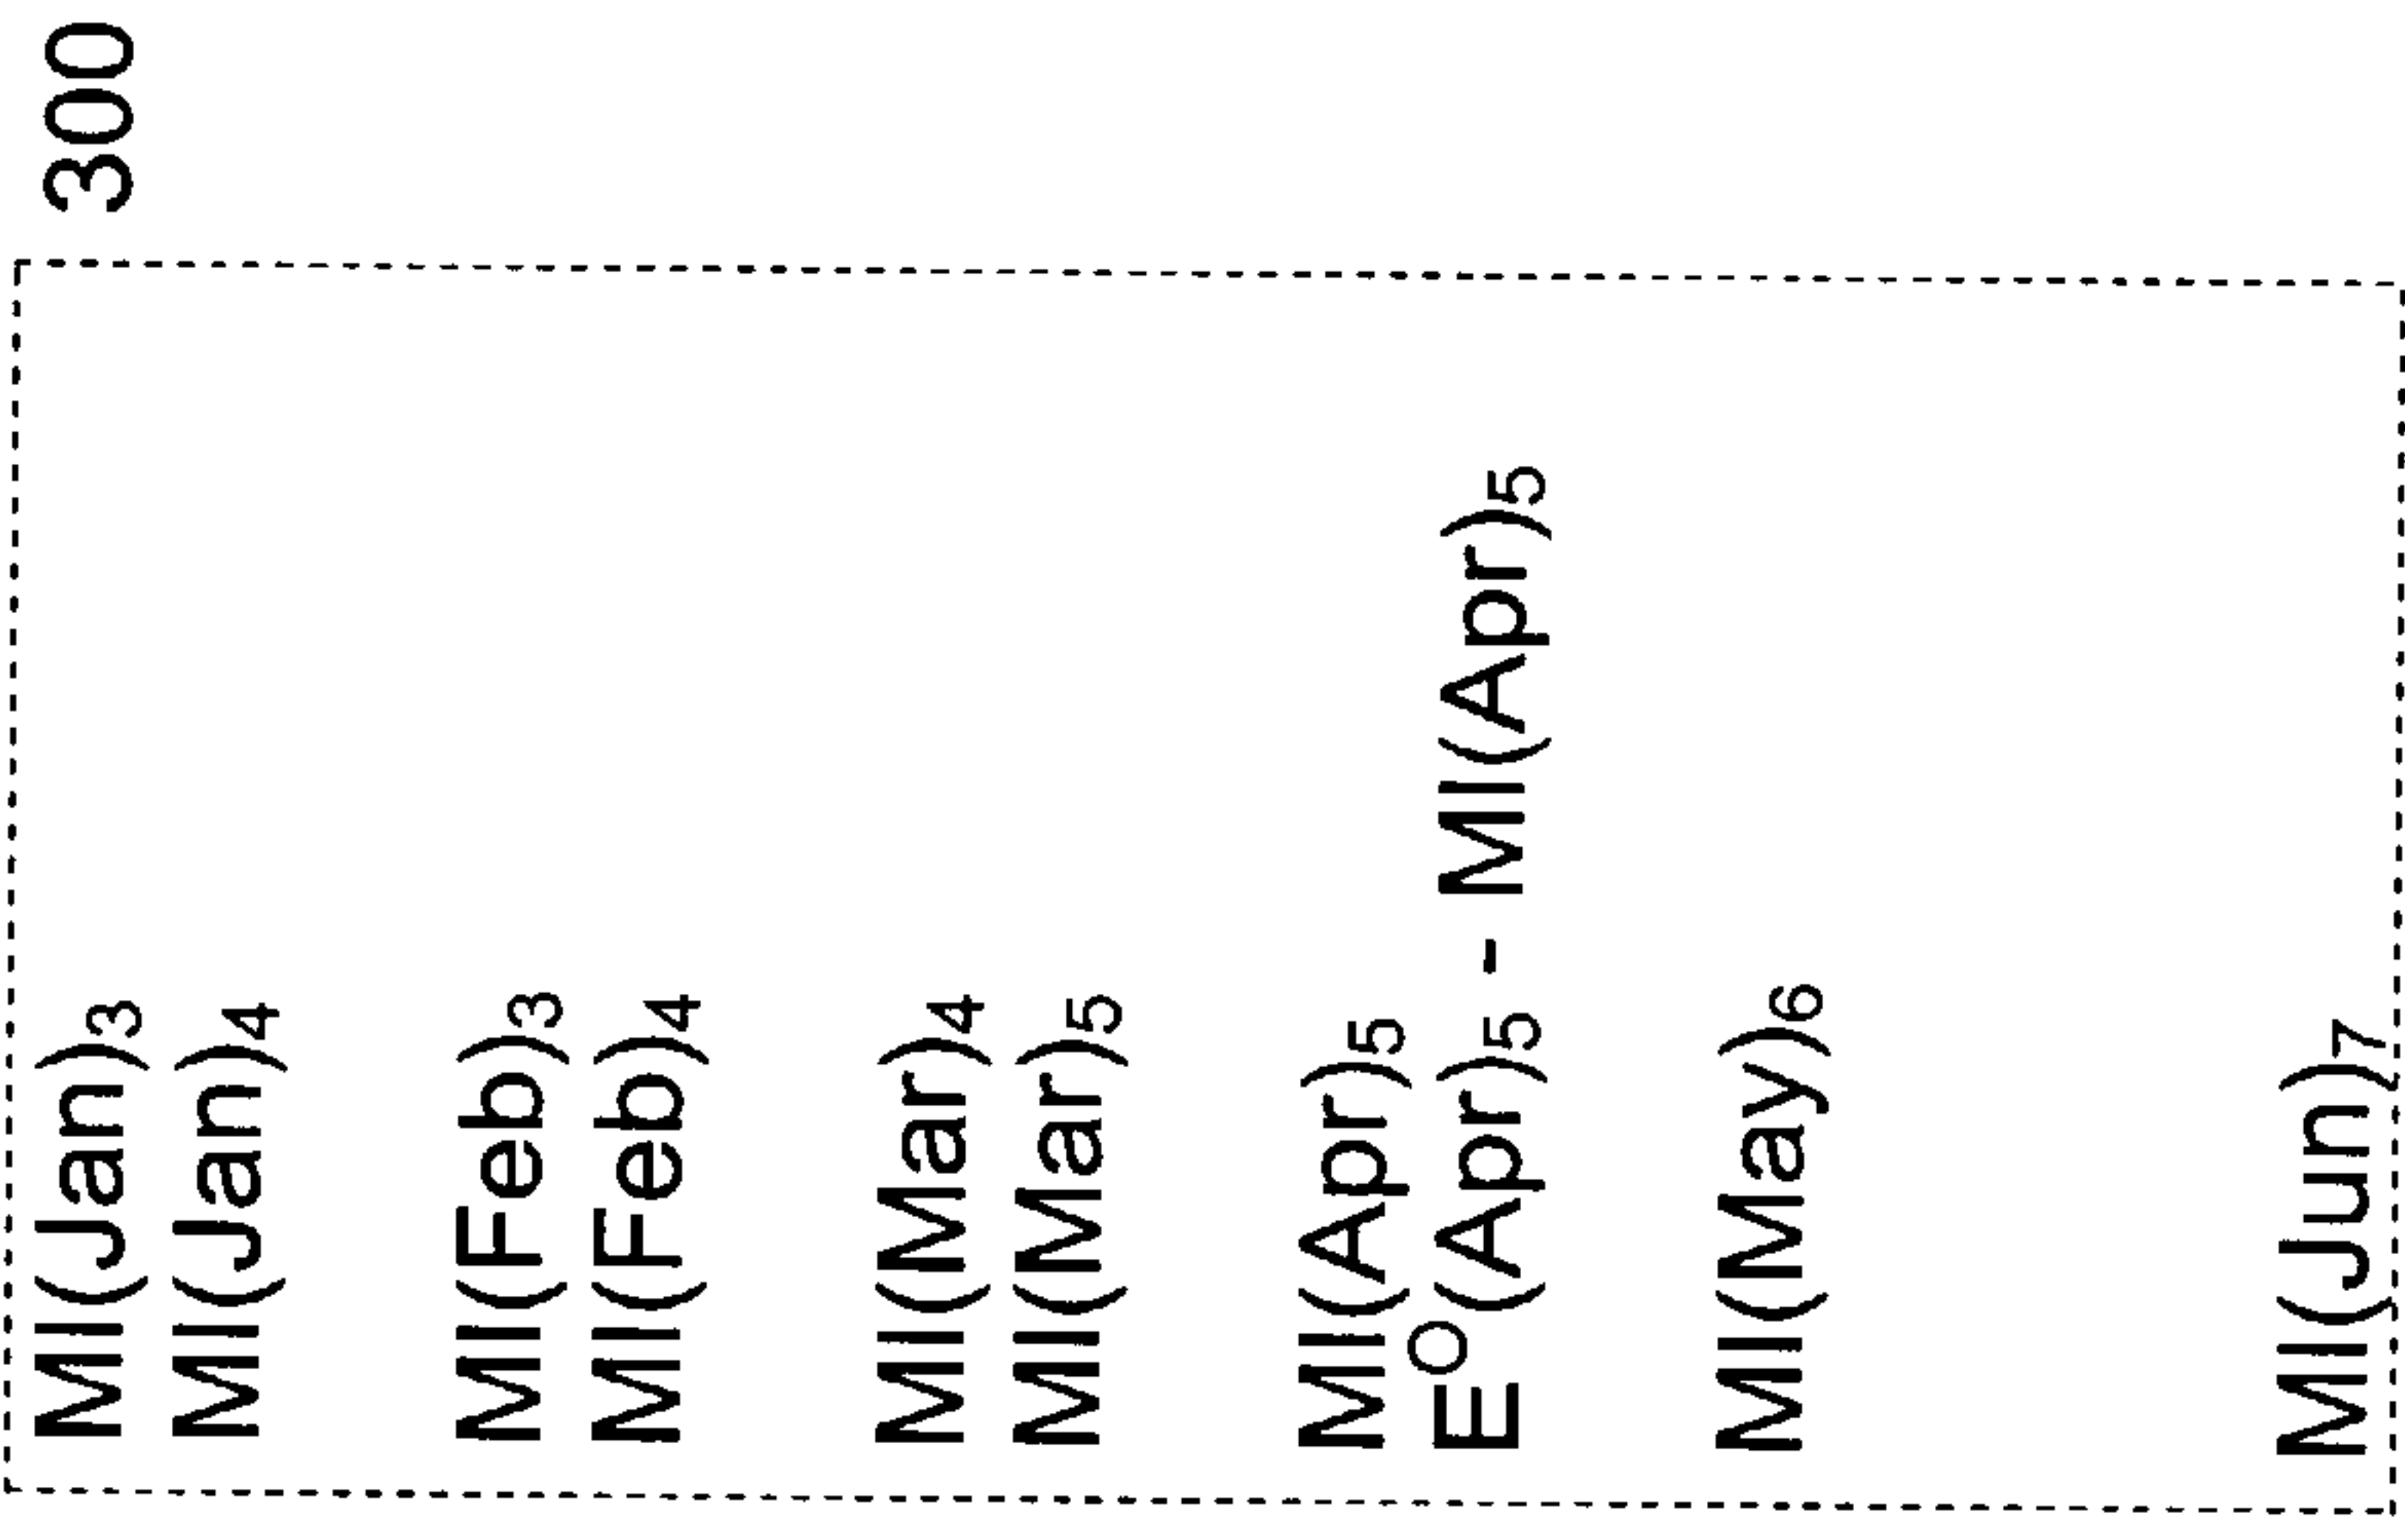 300
MI(Jan)₃
MI(Jan)₄
MI(Feb)₃
MI(Feb)₄
MI(Mar)₄
MI(Mar)₅
MI(Apr)₅
E⁰(Apr)₅ - MI(Apr)₅
MI(May)₆
MI(Jun)₇